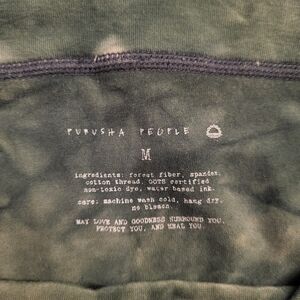 PURUSHA PEOPLE
M
ingredients: forest fiber, spandex,
cotton thread. GOTS certified
non-toxic dye, water based ink.
care: machine wash cold, hang dry.
no bleach.
MAY LOVE AND GOODNESS SURROUND YOU,
PROTECT YOU, AND HEAL YOU.